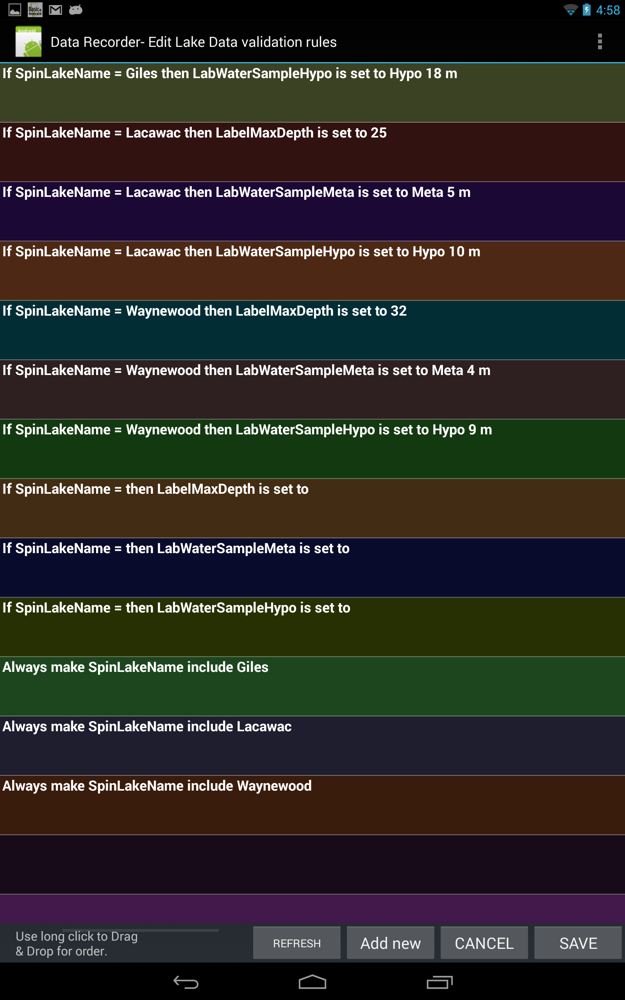 Basic4
Android
4:58
Android
Data Recorder- Edit Lake Data validation rules
If SpinLakeName = Giles then LabWaterSampleHypo is set to Hypo 18 m
If SpinLakeName = Lacawac then LabelMaxDepth is set to 25
If SpinLakeName = Lacawac then LabWaterSampleMeta is set to Meta 5 m
If SpinLakeName = Lacawac then LabWaterSampleHypo is set to Hypo 10 m
If SpinLakeName = Waynewood then LabelMaxDepth is set to 32
If SpinLakeName = Waynewood then LabWaterSampleMeta is set to Meta 4 m
If SpinLakeName = Waynewood then LabWaterSampleHypo is set to Hypo 9 m
If SpinLakeName = then LabelMaxDepth is set to
If SpinLakeName = then LabWaterSampleMeta is set to
If SpinLakeName = then LabWaterSampleHypo is set to
Always make SpinLakeName include Giles
Always make SpinLakeName include Lacawac
Always make SpinLakeName include Waynewood
Use long click to Drag
& Drop for order.
REFRESH
Add new
CANCEL
SAVE